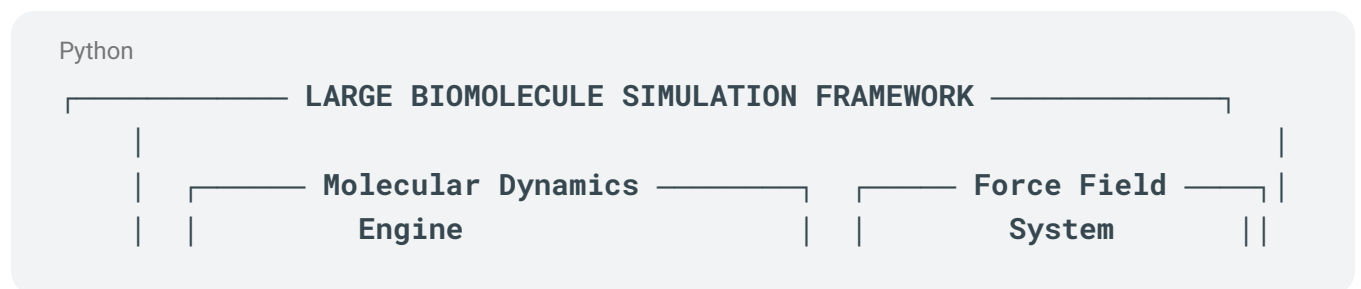 Python
┌──────────── LARGE BIOMOLECULE SIMULATION FRAMEWORK ─────────────┐
│ │
│ ┌────── Molecular Dynamics ────────┐ ┌───── Force Field ────┐│
│ │ Engine │ │ System ││